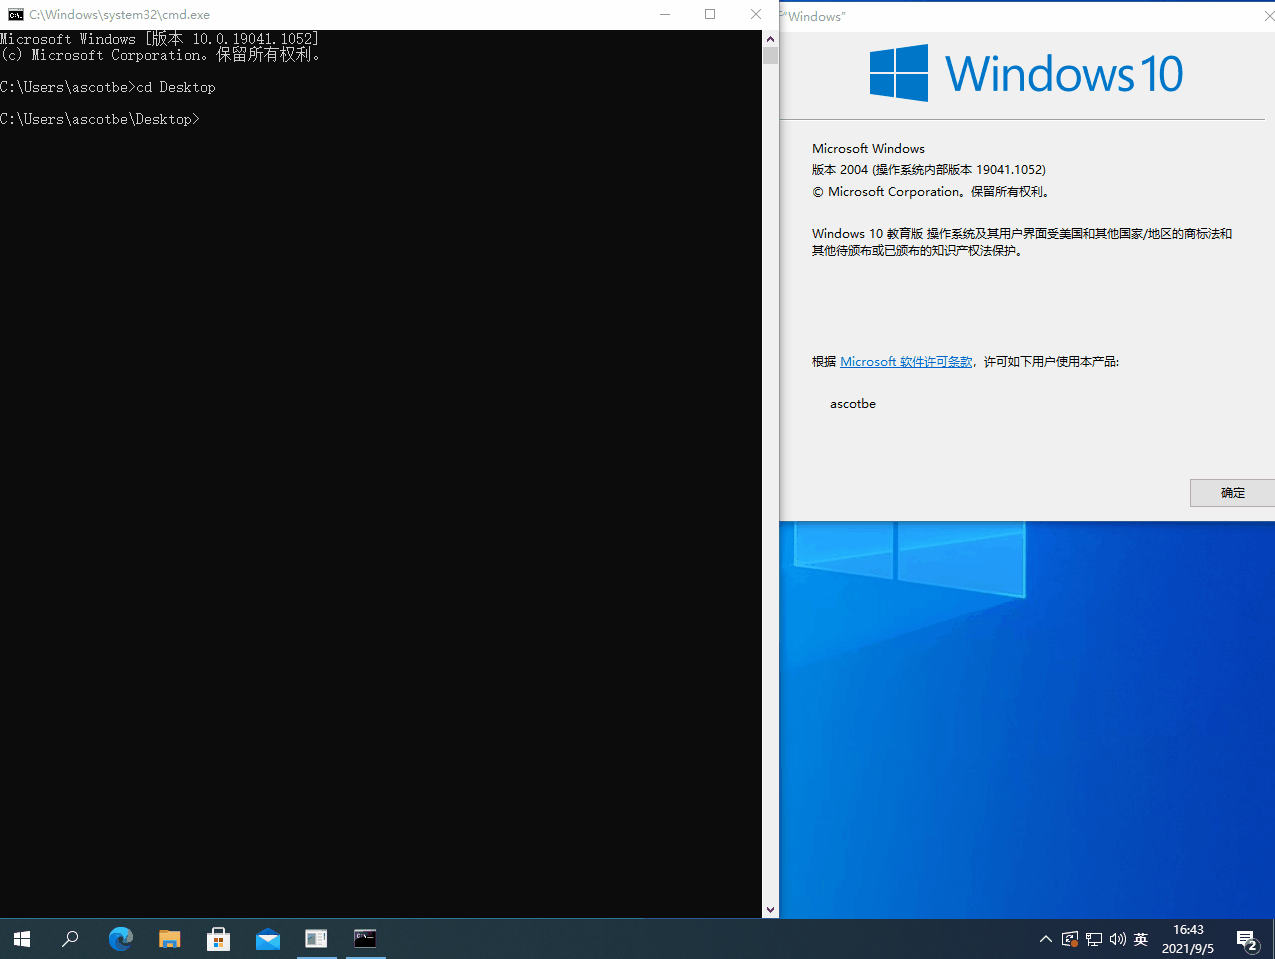 C:\Windows\system32\cmd.exe
Microsoft Windows [版本 10.0.19041.1052]
(c) Microsoft Corporation。保留所有权利。
C:\Users\ascotbe>cd Desktop
C:\Users\ascotbe\Desktop>
"Windows"
Windows 10
Microsoft Windows
版本 2004 (操作系统内部版本 19041.1052)
© Microsoft Corporation。保留所有权利。
Windows 10 教育版 操作系统及其用户界面受美国和其他国家/地区的商标法和
其他待颁布或已颁布的知识产权法保护。
根据 Microsoft 软件许可条款，许可如下用户使用本产品:
ascotbe
确定
英
16:43
2021/9/5
2